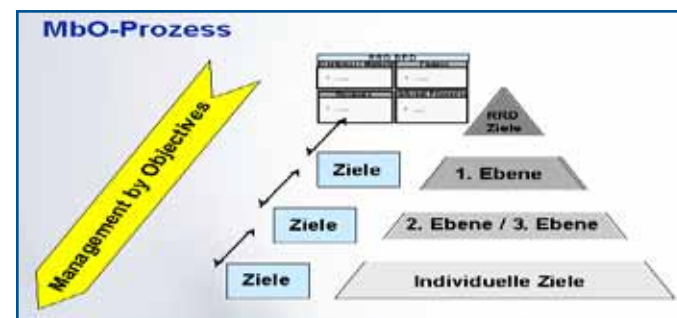 MbO-Prozess
Management by Objectives
RRD
Ziele
Ziele
1. Ebene
Ziele
2. Ebene / 3. Ebene
Ziele
Individuelle Ziele